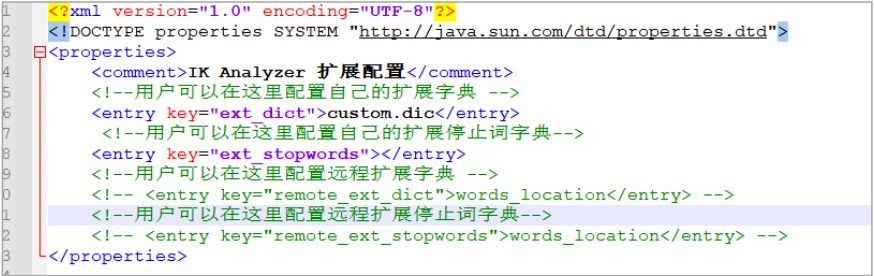 1 <?xml version="1.0" encoding="UTF-8"?>
2 <!DOCTYPE properties SYSTEM "http://java.sun.com/dtd/properties.dtd">
3 <properties>
4 <comment>IK Analyzer 扩展配置</comment>
5 <!--用户可以在这里配置自己的扩展字典 -->
6 <entry key="ext_dict">custom.dic</entry>
7 <!--用户可以在这里配置自己的扩展停止词字典-->
8 <entry key="ext_stopwords"></entry>
9 <!--用户可以在这里配置远程扩展字典 -->
0 <!-- <entry key="remote_ext_dict">words_location</entry> -->
1 <!--用户可以在这里配置远程扩展停止词字典-->
2 <!-- <entry key="remote_ext_stopwords">words_location</entry> -->
3 </properties>